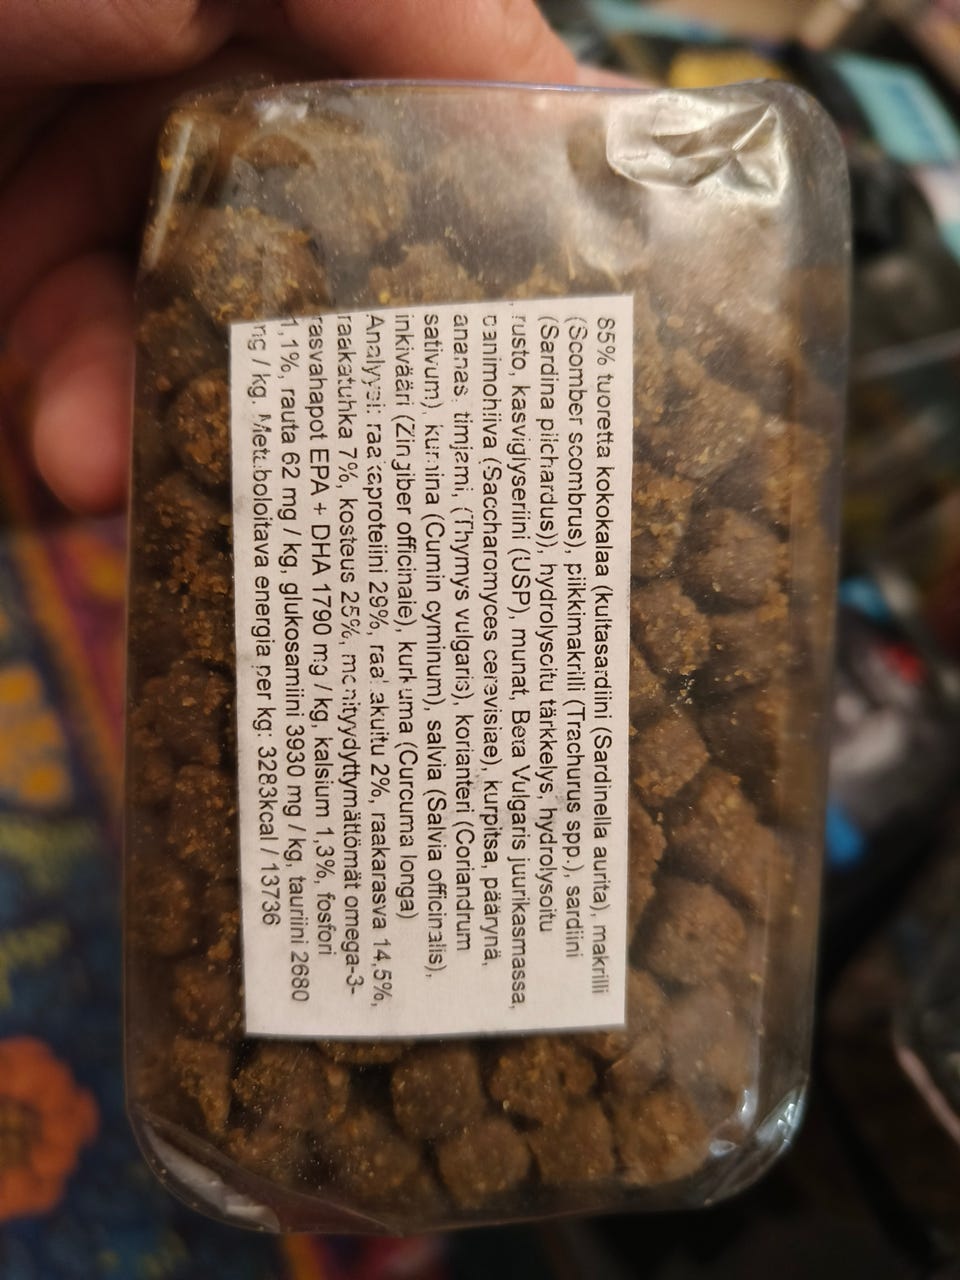 85% tuoretta kokokalaa (kultasardiini (Sardinella aurita), makrilli
(Scomber scombrus), piikkimakrilli (Trachurus spp.), sardiini
(Sardina pilchardus)), hydrolysoitu tärkkelys, hydrolysoitu
rusto, kasviglyseriini (USP), munat, Beta Vulgaris juurikasmassa,
panimohiiva (Saccharomyces cerevisiae), kurpitsa, päärynä,
ananas, timjami, (Thymys vulgaris), korianteri (Coriandrum
sativum), kumina (Cumin cyminum), salvia (Salvia officinalis),
inkivääri (Zingiber officinale), kurkuma (Curcuma longa)
Analyysi: raakaproteiini 29%, raakakuitu 2%, raakarasva 14,5%,
raakatuhka 7%, kosteus 25%, monityydyttymättömät omega-3-
rasvahapot EPA + DHA 1790 mg / kg, kalsium 1,3%, fosfori
1,1%, rauta 62 mg / kg, glukosamiini 3930 mg / kg, tauriini 2680
mg / kg. Metaboloitava energia per kg: 3283kcal / 13736